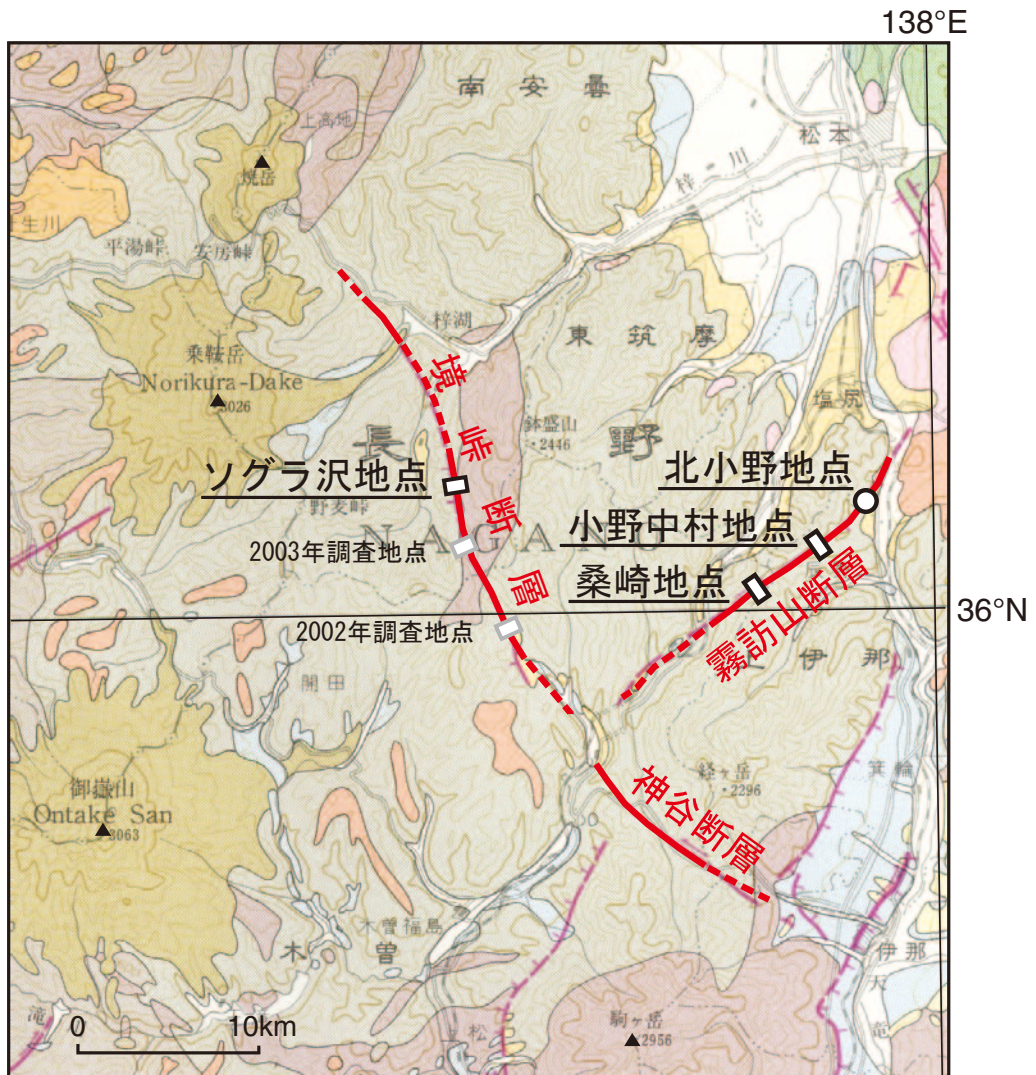 138°E
南安曇
上高地
松本
焼岳
梓川
生川
平湯峠
安房峠
梓湖
東筑摩
乗鞍岳
Norikura-Dake
3026
境峠断層
塩尻
鉢盛山
2446
長野
ソグラ沢地点
北小野地点
野麦峠
NAGANO
小野中村地点
2003年調査地点
桑崎地点
36°N
2002年調査地点
霧訪山断層
伊那
開田
箕輪
御嶽山
Ontake San
3063
経ヶ岳
2296
神谷断層
木曽福島
木曽
伊那
滝
0
10km
上松
駒ヶ岳
2956
天竜